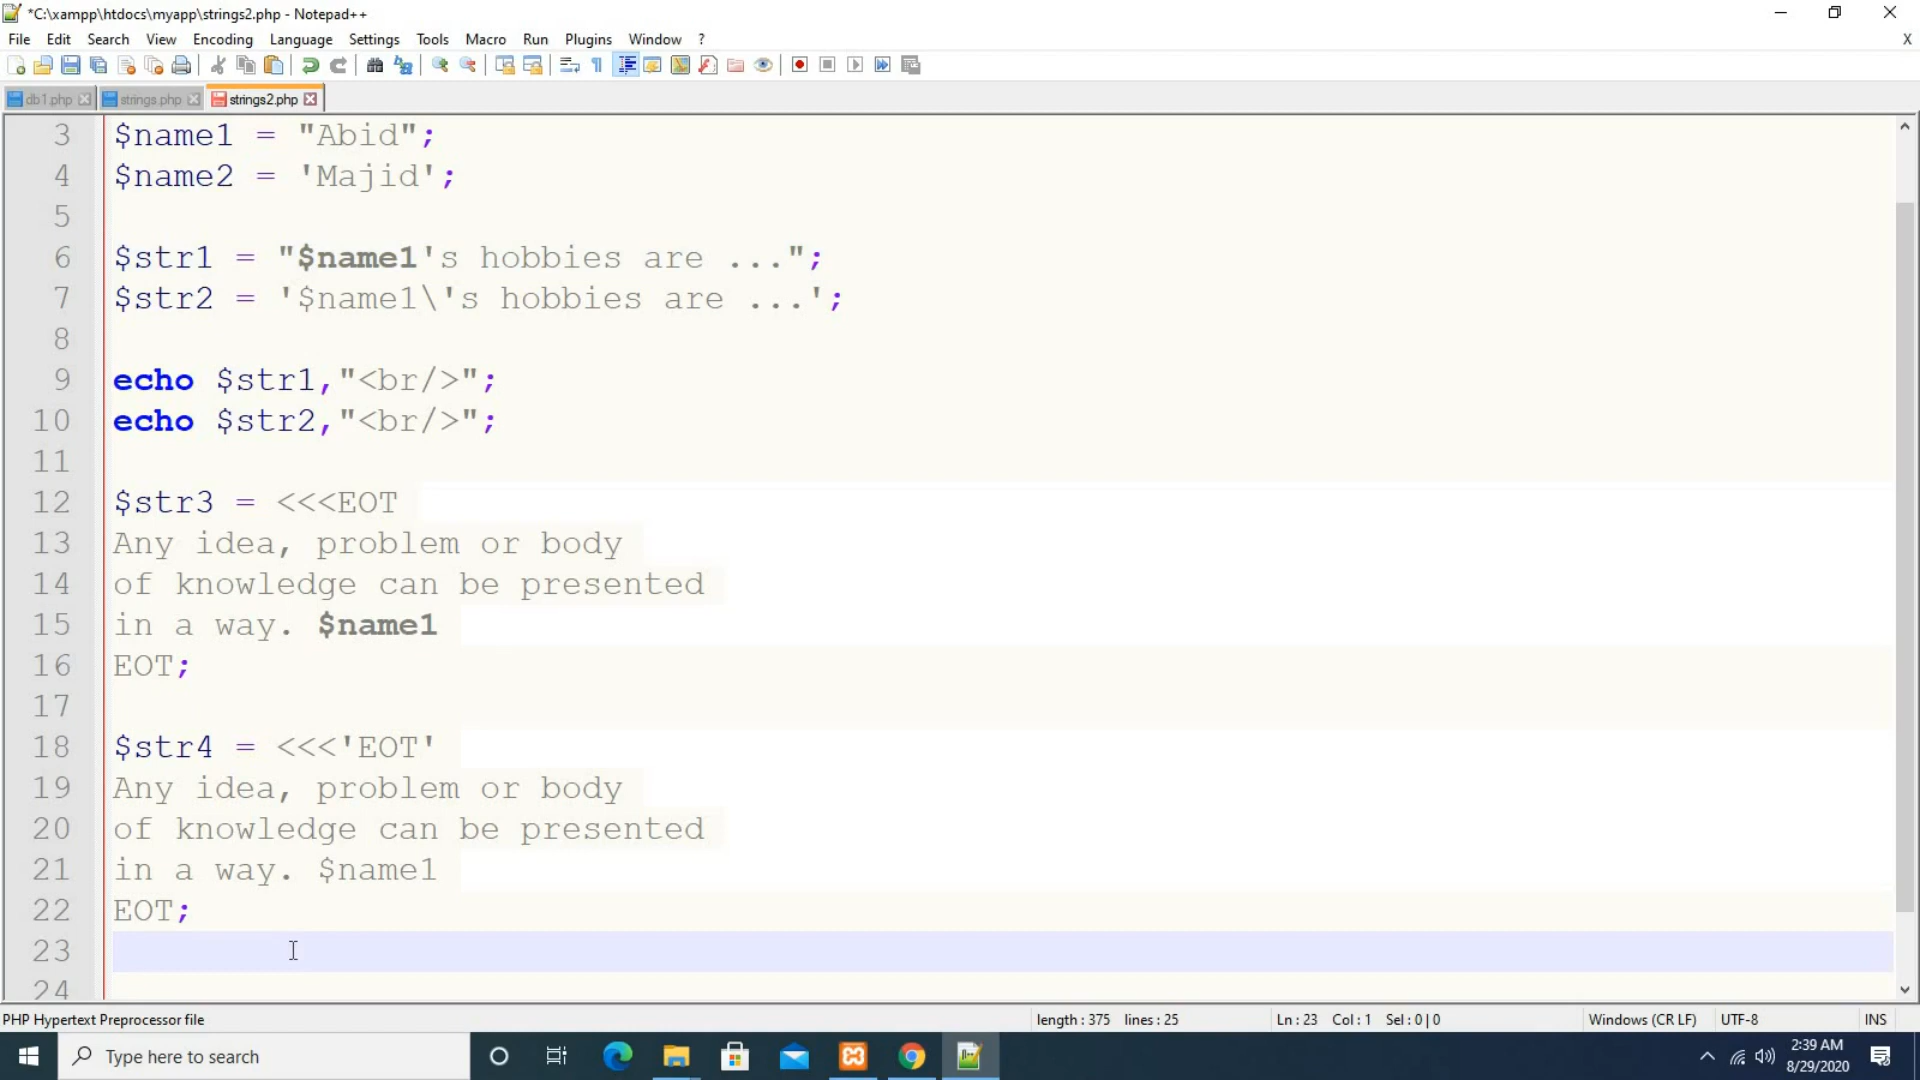 *C:\xampp\htdocs\myapp\strings2.php - Notepad++
File Edit Search View Encoding Language Settings Tools Macro Run Plugins Window ? X
db1.php strings.php strings2.php
3 $name1 = "Abid";
4 $name2 = 'Majid';
5
6 $str1 = "$name1's hobbies are ...";
7 $str2 = '$name1\'s hobbies are ...';
8
9 echo $str1,"<br/>";
10 echo $str2,"<br/>";
11
12 $str3 = <<<EOT
13 Any idea, problem or body
14 of knowledge can be presented
15 in a way. $name1
16 EOT;
17
18 $str4 = <<<'EOT'
19 Any idea, problem or body
20 of knowledge can be presented
21 in a way. $name1
22 EOT;
23
24
PHP Hypertext Preprocessor file length : 375 lines : 25 Ln : 23 Col : 1 Sel : 0 | 0 Windows (CR LF) UTF-8 INS
Type here to search
2:39 AM
8/29/2020